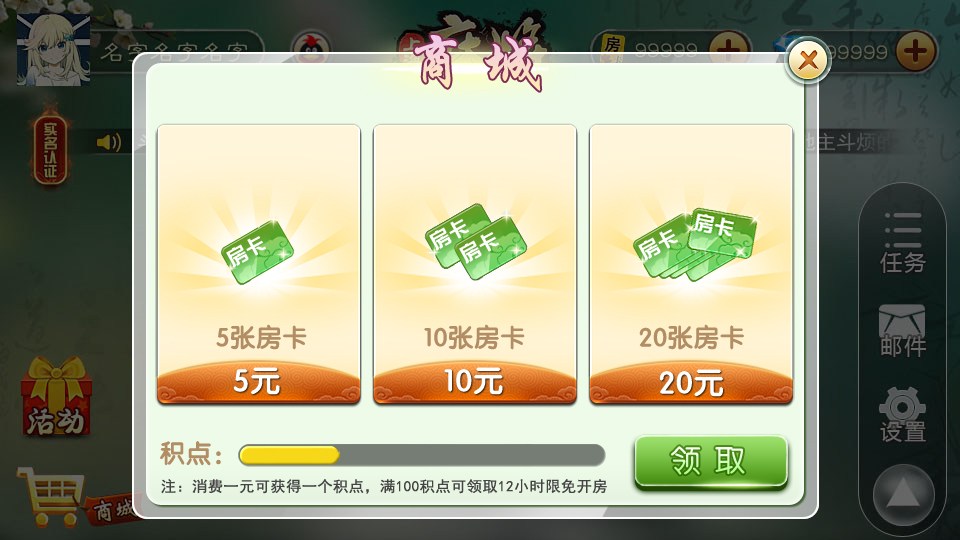 名字名字名字
房
99999
99999
商城
实名认证
地主斗烦的
房卡
房卡
房卡
房卡
房卡
5张房卡
10张房卡
20张房卡
5元
10元
20元
任务
邮件
设置
活动
商城
积点：
领取
注：消费一元可获得一个积点，满100积点可领取12小时限免开房